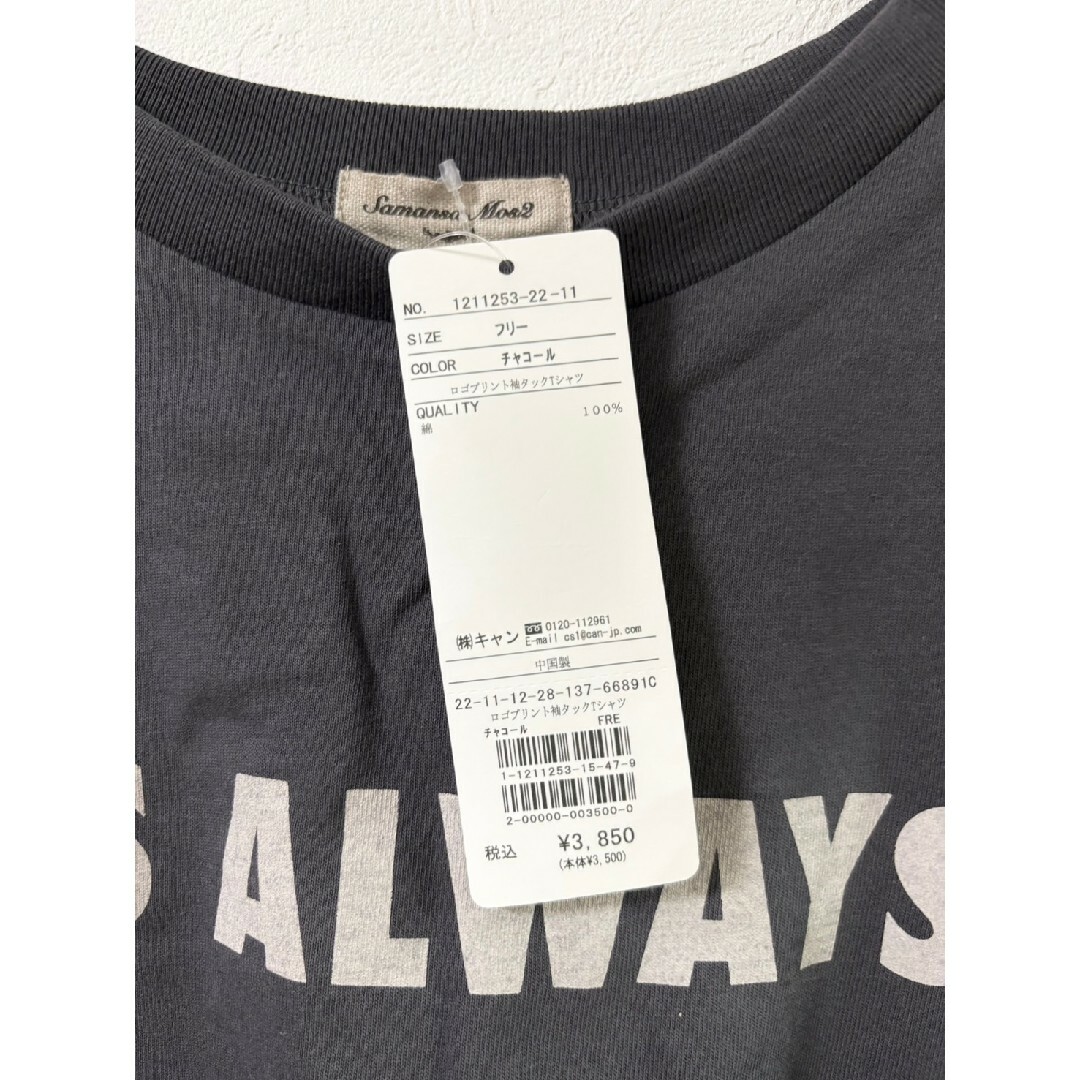 Samansa Mos2
NO. 1211253-22-11
SIZE フリー
COLOR チャコール
ロゴプリント袖タックTシャツ
QUALITY
綿 100%
㈱キャン 0120-112961
E-mail cs1@can-jp.com
中国製
22-11-12-28-137-66891C
ロゴプリント袖タックTシャツ
チャコール FRE
1-1211253-15-47-9
2-00000-003500-0
税込 ¥3,850
(本体¥3,500)
S ALWAYS